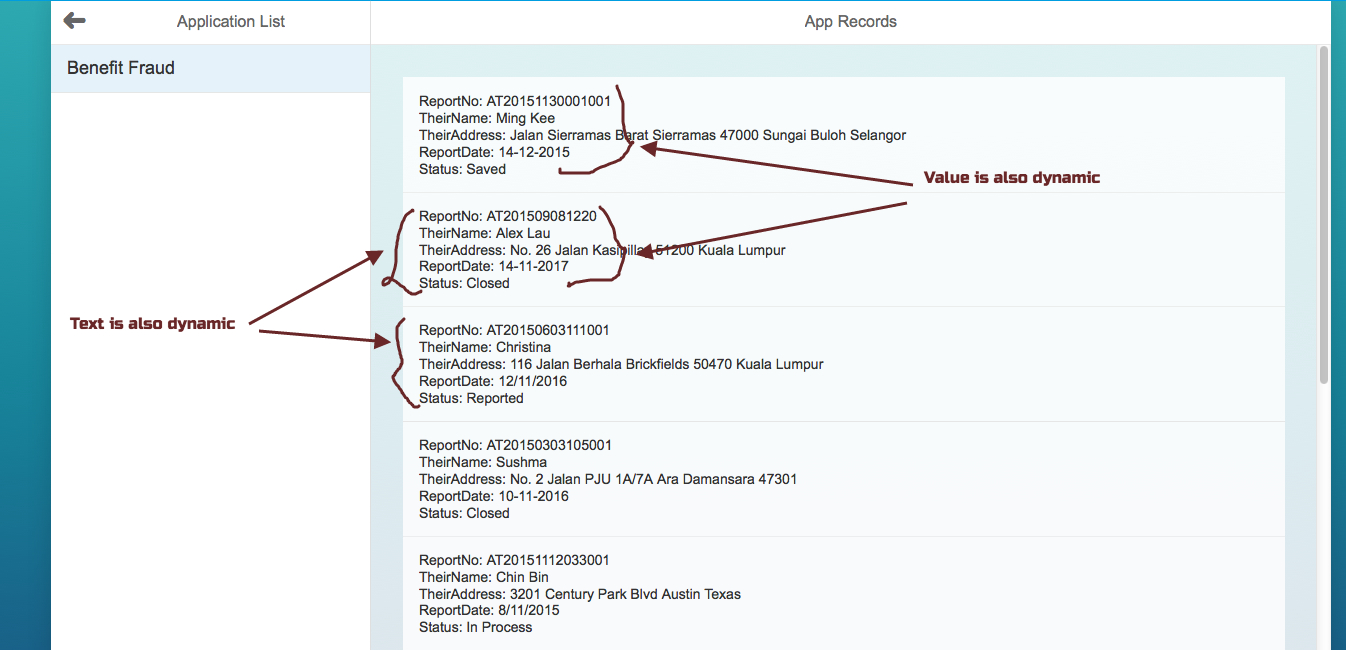 Application List
App Records
Benefit Fraud
ReportNo: AT20151130001001
TheirName: Ming Kee
TheirAddress: Jalan Sierramas Barat Sierramas 47000 Sungai Buloh Selangor
ReportDate: 14-12-2015
Status: Saved
Value is also dynamic
ReportNo: AT201509081220
TheirName: Alex Lau
TheirAddress: No. 26 Jalan Kasipillay 51200 Kuala Lumpur
ReportDate: 14-11-2017
Status: Closed
Text is also dynamic
ReportNo: AT20150603111001
TheirName: Christina
TheirAddress: 116 Jalan Berhala Brickfields 50470 Kuala Lumpur
ReportDate: 12/11/2016
Status: Reported
ReportNo: AT20150303105001
TheirName: Sushma
TheirAddress: No. 2 Jalan PJU 1A/7A Ara Damansara 47301
ReportDate: 10-11-2016
Status: Closed
ReportNo: AT20151112033001
TheirName: Chin Bin
TheirAddress: 3201 Century Park Blvd Austin Texas
ReportDate: 8/11/2015
Status: In Process